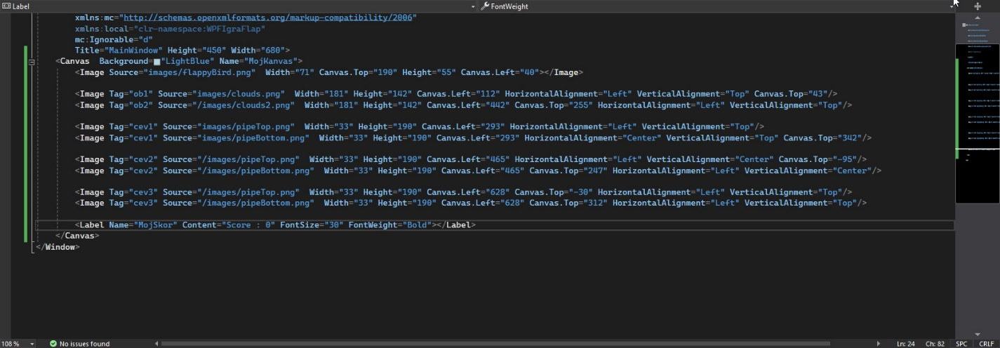 Label FontWeight
xmlns:mc="http://schemas.openxmlformats.org/markup-compatibility/2006"
xmlns:local="clr-namespace:WPFIgraFlap"
mc:Ignorable="d"
Title="MainWindow" Height="450" Width="680">
<Canvas  Background="LightBlue" Name="MojKanvas">
<Image Source="images/flappyBird.png"  Width="71" Canvas.Top="190" Height="55" Canvas.Left="40"></Image>
<Image Tag="ob1" Source="images/clouds.png"  Width="181" Height="142" Canvas.Left="112" HorizontalAlignment="Left" VerticalAlignment="Top" Canvas.Top="43"/>
<Image Tag="ob2" Source="/images/clouds2.png"  Width="181" Height="142" Canvas.Left="442" Canvas.Top="255" HorizontalAlignment="Left" VerticalAlignment="Top"/>
<Image Tag="cev1" Source="images/pipeTop.png"  Width="33" Height="190" Canvas.Left="293" HorizontalAlignment="Left" VerticalAlignment="Top"/>
<Image Tag="cev1" Source="images/pipeBottom.png"  Width="33" Height="190" Canvas.Left="293" HorizontalAlignment="Center" VerticalAlignment="Top" Canvas.Top="342"/>
<Image Tag="cev2" Source="/images/pipeTop.png"  Width="33" Height="190" Canvas.Left="465" HorizontalAlignment="Left" VerticalAlignment="Center" Canvas.Top="-95"/>
<Image Tag="cev2" Source="/images/pipeBottom.png"  Width="33" Height="190" Canvas.Left="465" Canvas.Top="247" HorizontalAlignment="Left" VerticalAlignment="Center"/>
<Image Tag="cev3" Source="/images/pipeTop.png"  Width="33" Height="190" Canvas.Left="628" Canvas.Top="-30" HorizontalAlignment="Left" VerticalAlignment="Top"/>
<Image Tag="cev3" Source="/images/pipeBottom.png"  Width="33" Height="190" Canvas.Left="628" Canvas.Top="312" HorizontalAlignment="Left" VerticalAlignment="Top"/>
<Label Name="MojSkor" Content="Score : 0" FontSize="30" FontWeight="Bold"></Label>
</Canvas>
</Window>
108 % No issues found Ln: 24 Ch: 82 SPC CRLF